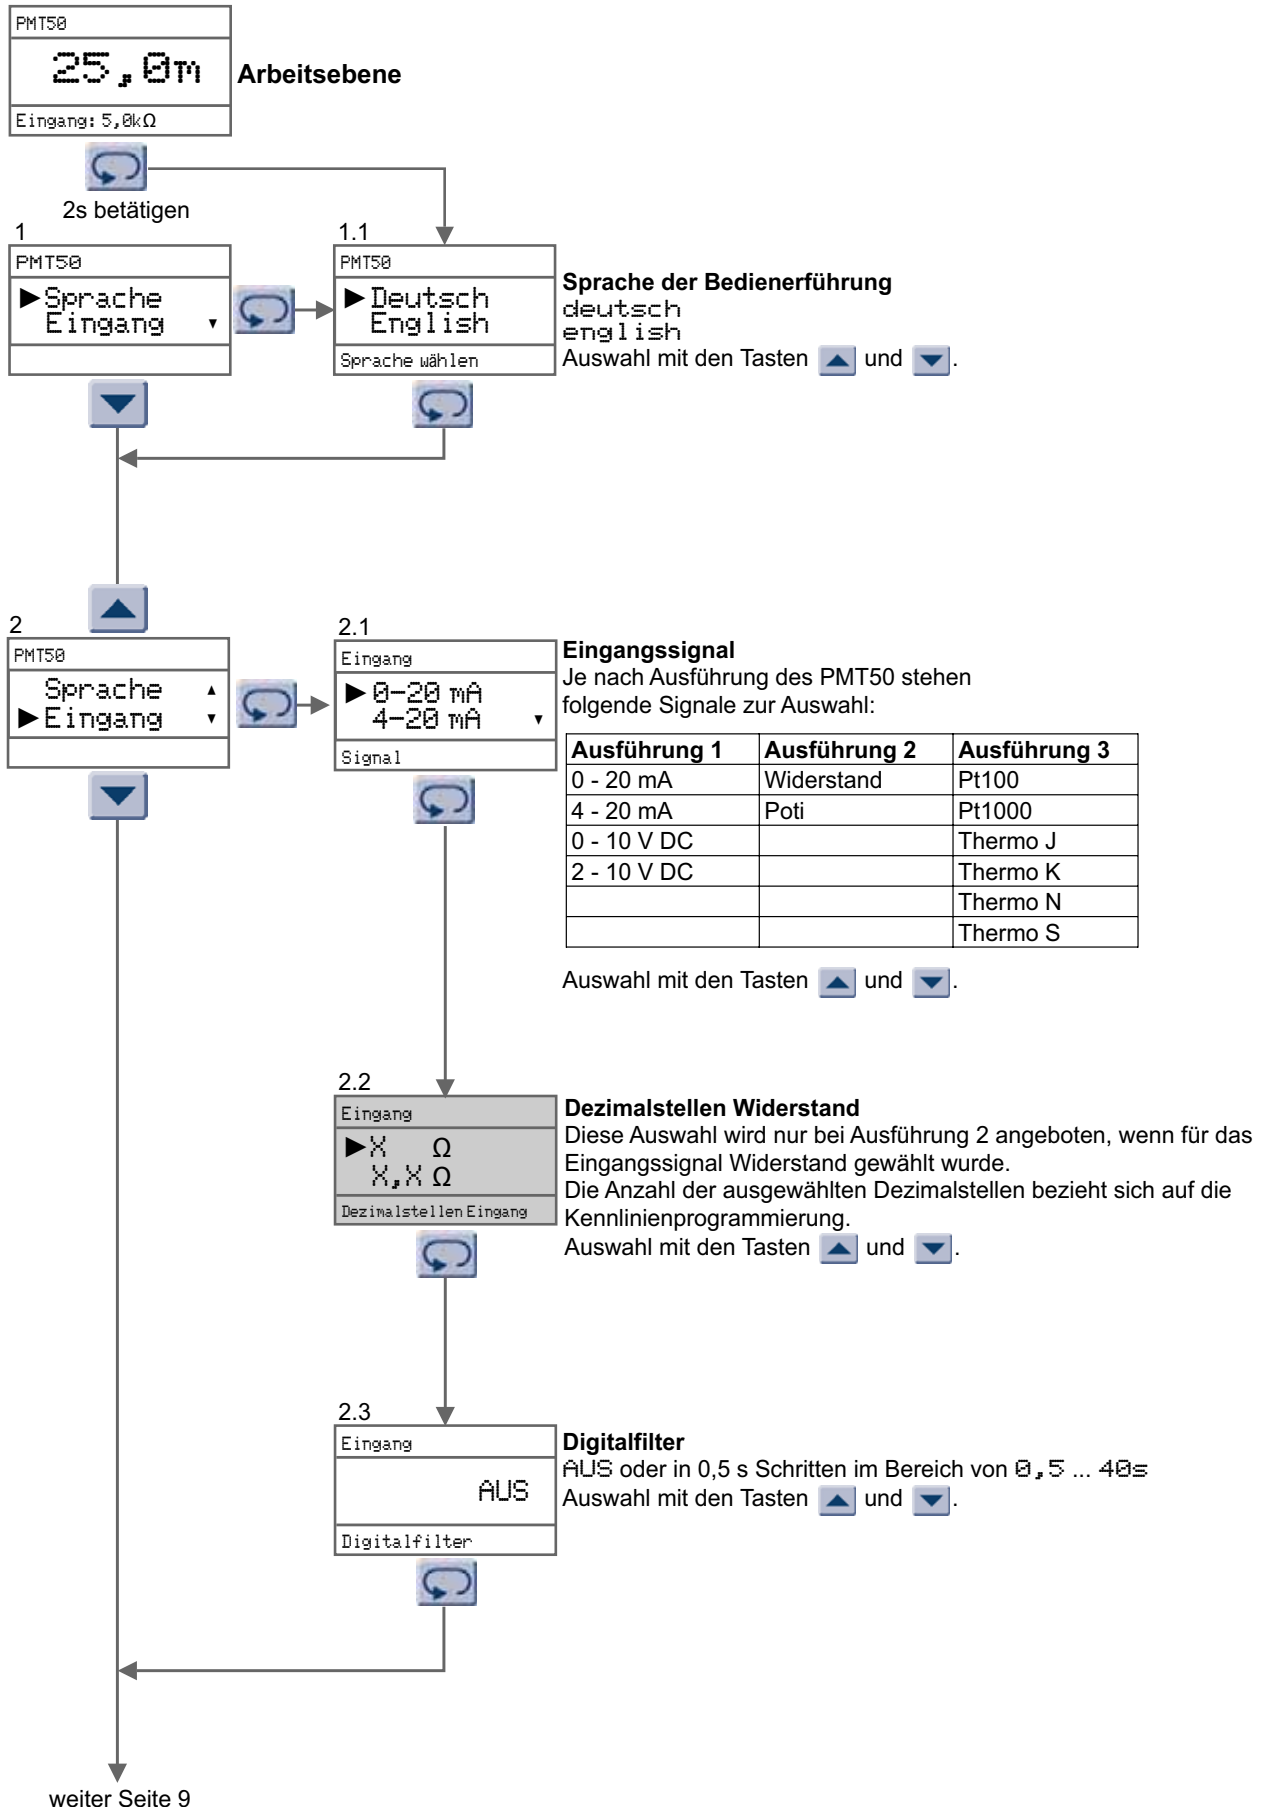 PMT50
25,0m
Arbeitsebene
Eingang: 5,0kΩ
2s betätigen
1
PMT50
►Sprache
Eingang ▼
1.1
PMT50
►Deutsch
English
Sprache wählen
Sprache der Bedienerführung
deutsch
english
Auswahl mit den Tasten ▲ und ▼.
2
PMT50
Sprache ▲
►Eingang ▼
2.1
Eingang
►0-20 mA
4-20 mA ▼
Signal
Eingangssignal
Je nach Ausführung des PMT50 stehen
folgende Signale zur Auswahl:
Ausführung 1 Ausführung 2 Ausführung 3
0 - 20 mA Widerstand Pt100
4 - 20 mA Poti Pt1000
0 - 10 V DC Thermo J
2 - 10 V DC Thermo K
Thermo N
Thermo S
Auswahl mit den Tasten ▲ und ▼.
2.2
Eingang
►X Ω
X,X Ω
Dezimalstellen Eingang
Dezimalstellen Widerstand
Diese Auswahl wird nur bei Ausführung 2 angeboten, wenn für das
Eingangssignal Widerstand gewählt wurde.
Die Anzahl der ausgewählten Dezimalstellen bezieht sich auf die
Kennlinienprogrammierung.
Auswahl mit den Tasten ▲ und ▼.
2.3
Eingang
AUS
Digitalfilter
Digitalfilter
AUS oder in 0,5 s Schritten im Bereich von 0,5 ... 40s
Auswahl mit den Tasten ▲ und ▼.
weiter Seite 9